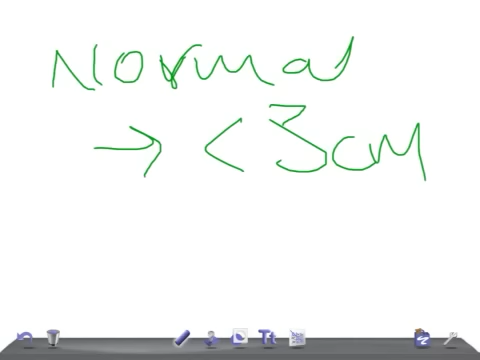 Normal
→ < 3cm